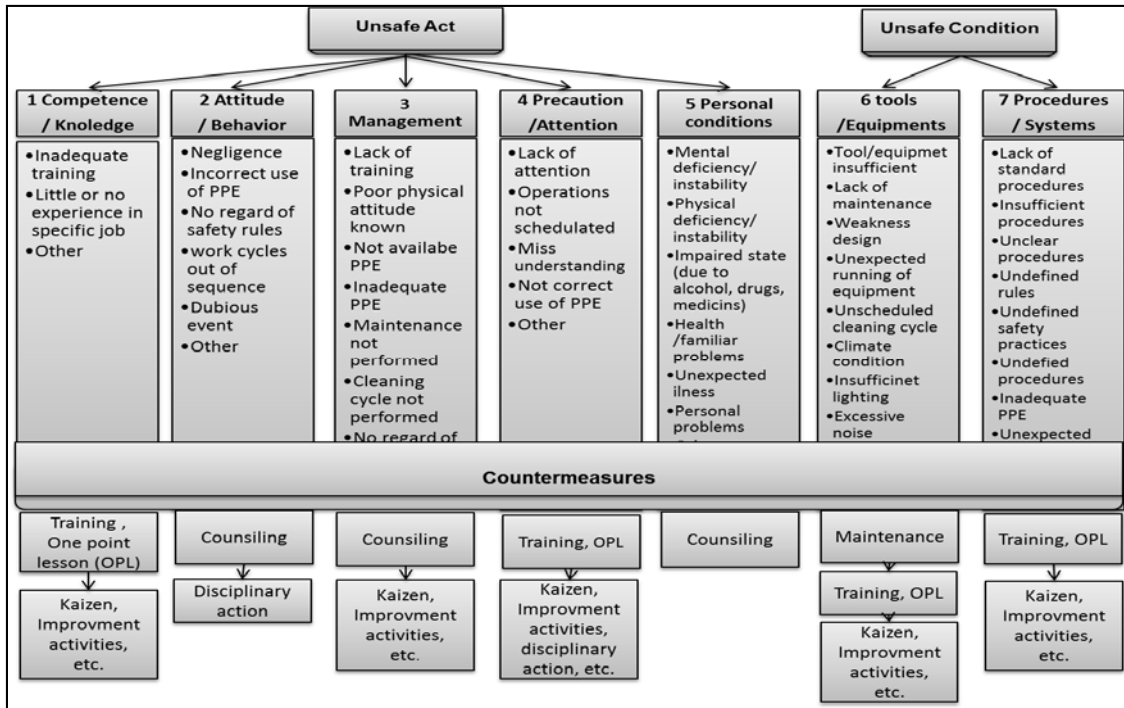 Unsafe Act
Unsafe Condition
1 Competence
/ Knoledge
2 Attitude
/ Behavior
3
Management
4 Precaution
/Attention
5 Personal
conditions
6 tools
/Equipments
7 Procedures
/ Systems
•Inadequate
training
•Little or no
experience in
specific job
•Other
•Negligence
•Incorrect use
of PPE
•No regard of
safety rules
•work cycles
out of
sequence
•Dubious
event
•Other
•Lack of
training
•Poor physical
attitude
known
•Not availabe
PPE
•Inadequate
PPE
•Maintenance
not
performed
•Cleaning
cycle not
performed
•No regard of
•Lack of
attention
•Operations
not
schedulated
•Miss
understanding
•Not correct
use of PPE
•Other
•Mental
deficiency/
instability
•Physical
deficiency/
instability
•Impaired state
(due to
alcohol, drugs,
medicins)
•Health
/familiar
problems
•Unexpected
ilness
•Personal
problems
•Tool/equipmet
insufficient
•Lack of
maintenance
•Weakness
design
•Unexpected
running of
equipment
•Unscheduled
cleaning cycle
•Climate
condition
•Insufficinet
lighting
•Excessive
noise
•Lack of
standard
procedures
•Insufficient
procedures
•Unclear
procedures
•Undefined
rules
•Undefined
safety
practices
•Undefied
procedures
•Inadequate
PPE
•Unexpected
Countermeasures
Training ,
One point
lesson (OPL)
Kaizen,
Improvment
activities,
etc.
Counsiling
Disciplinary
action
Counsiling
Kaizen,
Improvment
activities,
etc.
Training, OPL
Kaizen,
Improvment
activities,
disciplinary
action, etc.
Counsiling
Maintenance
Training, OPL
Kaizen,
Improvment
activities,
etc.
Training, OPL
Kaizen,
Improvment
activities,
etc.